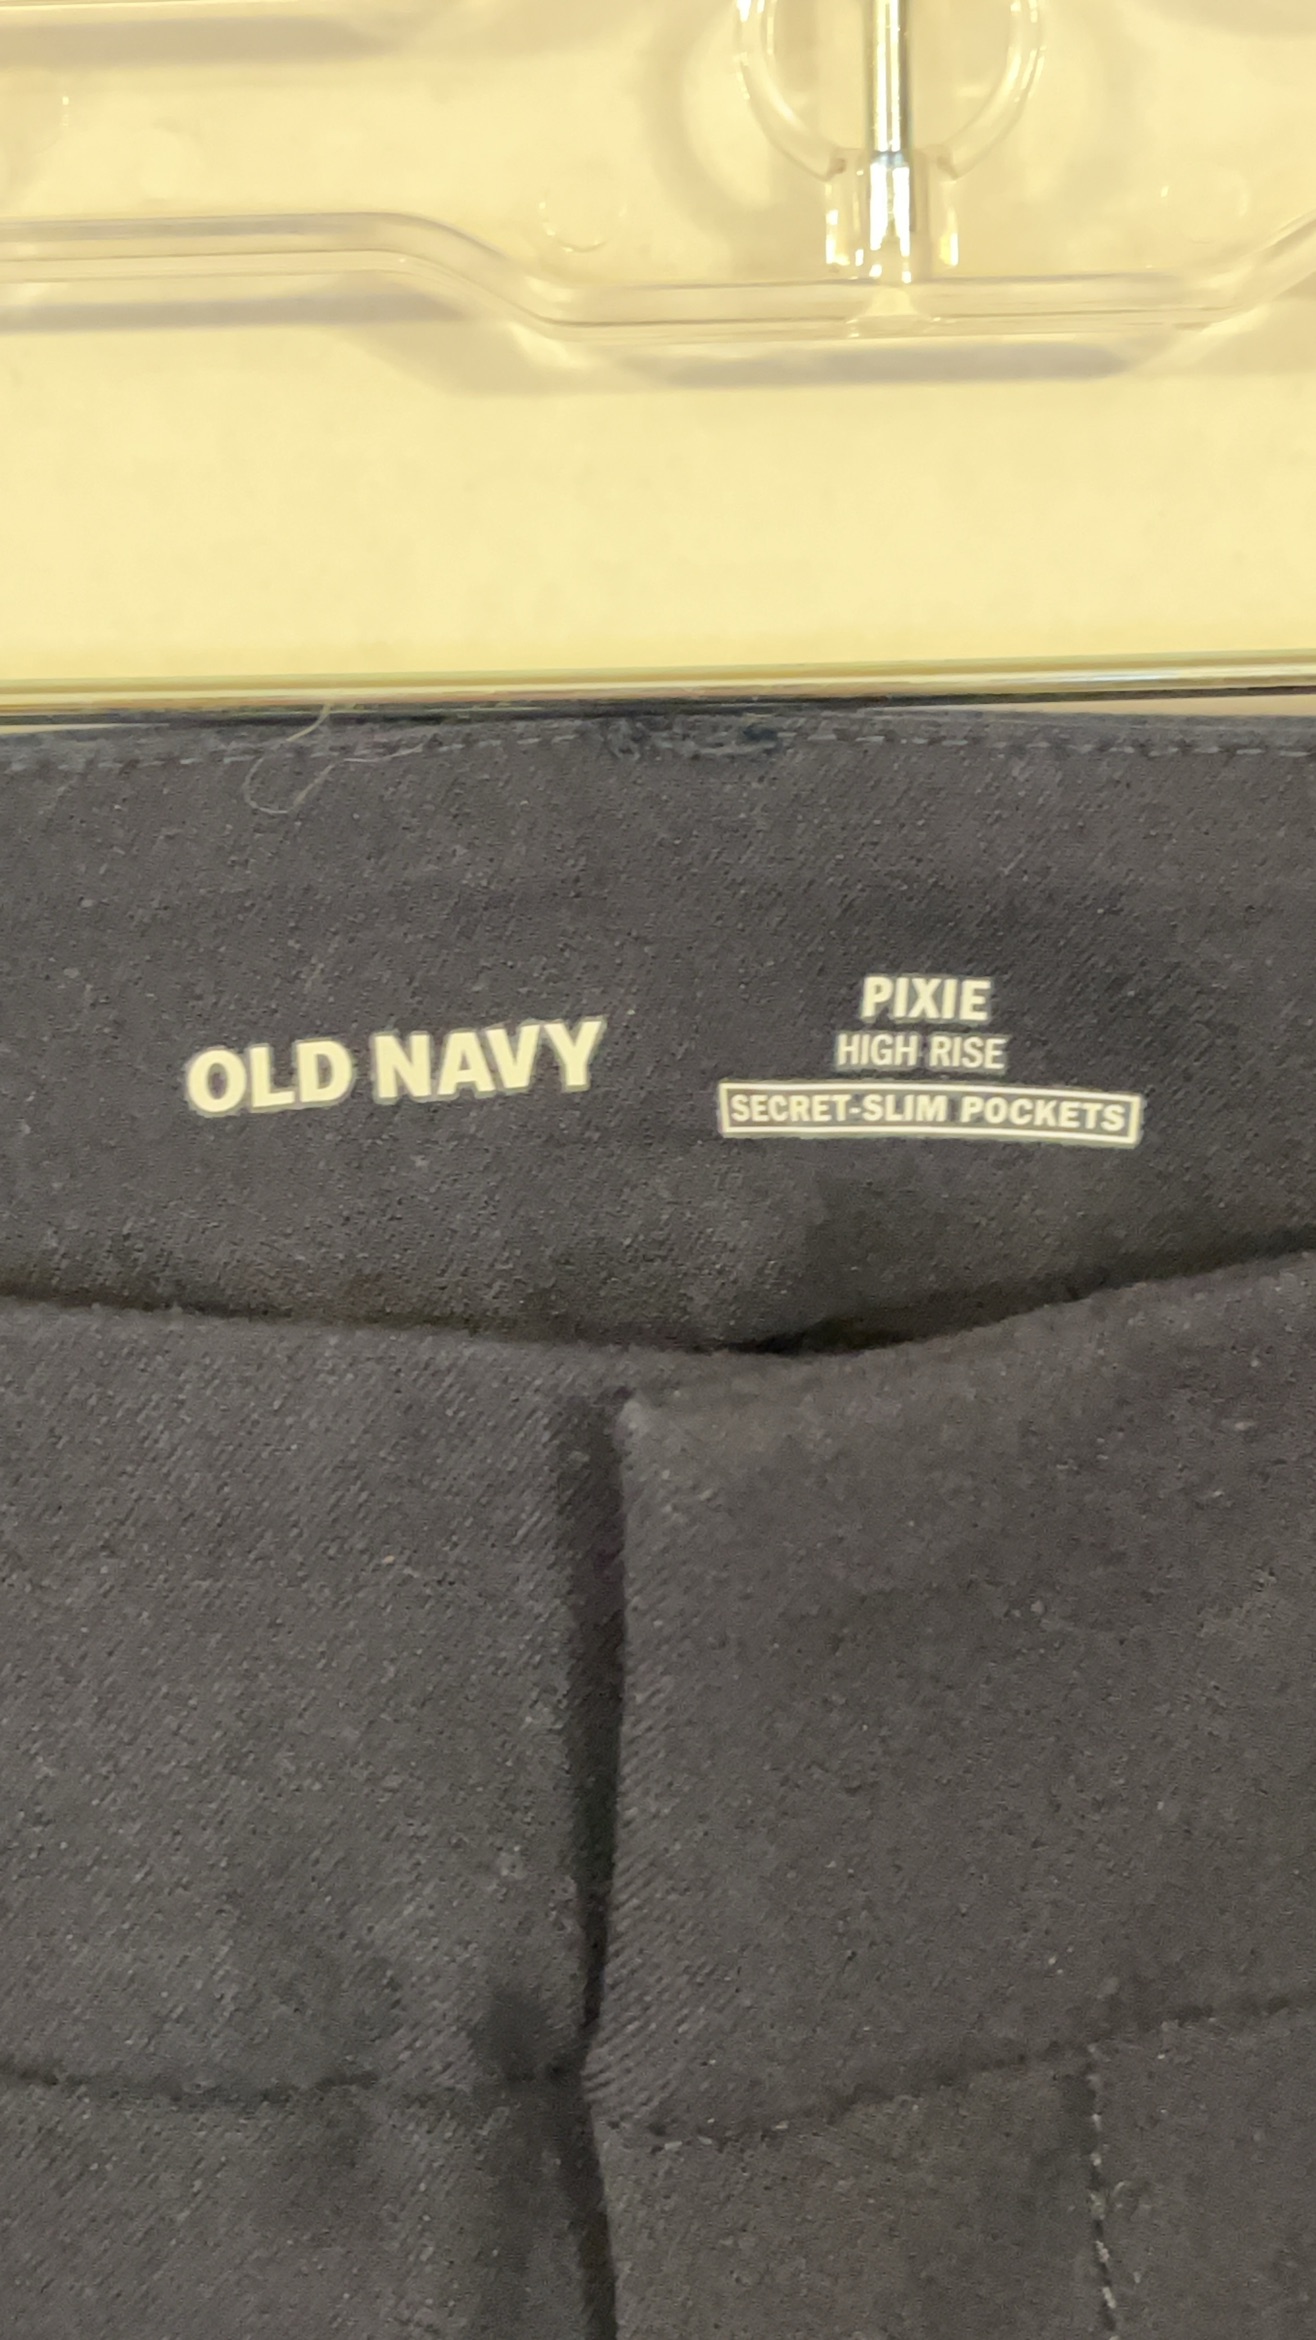 OLD NAVY
PIXIE
HIGH RISE
SECRET-SLIM POCKETS